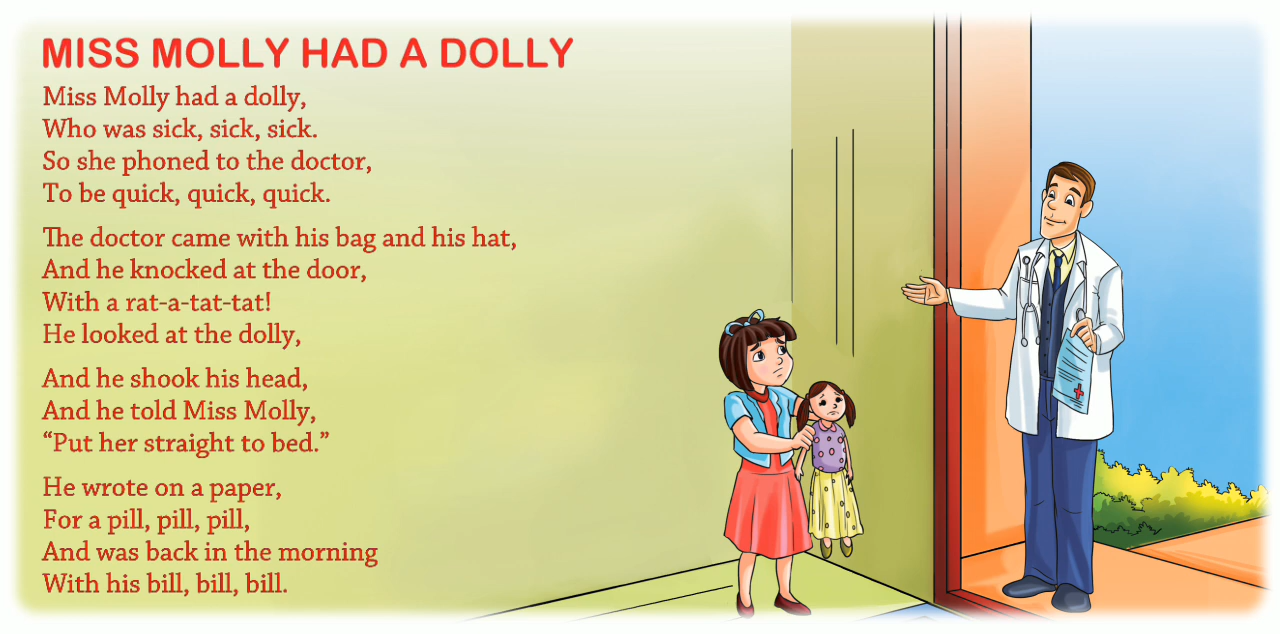 MISS MOLLY HAD A DOLLY
Miss Molly had a dolly,
Who was sick, sick, sick.
So she phoned to the doctor,
To be quick, quick, quick.
The doctor came with his bag and his hat,
And he knocked at the door,
With a rat-a-tat-tat!
He looked at the dolly,
And he shook his head,
And he told Miss Molly,
“Put her straight to bed.”
He wrote on a paper,
For a pill, pill, pill,
And was back in the morning
With his bill, bill, bill.